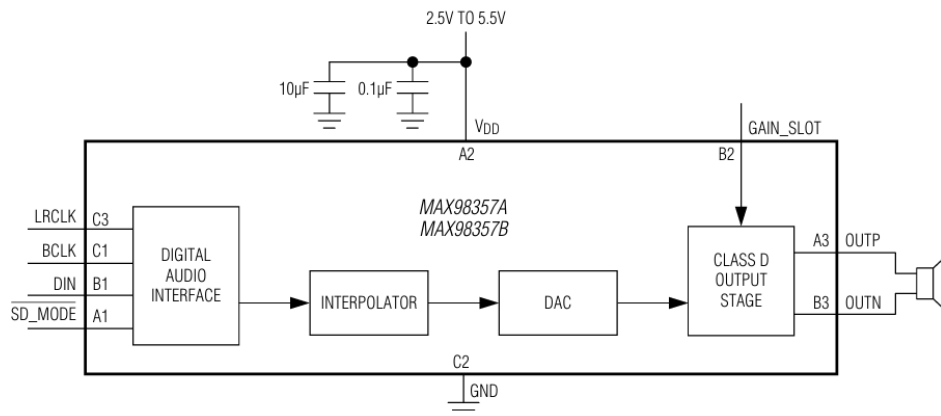 2.5V TO 5.5V
10µF
0.1µF
VDD
A2
GAIN_SLOT
B2
MAX98357A
MAX98357B
LRCLK
C3
BCLK
C1
DIN
B1
SD_MODE
A1
DIGITAL
AUDIO
INTERFACE
INTERPOLATOR
DAC
CLASS D
OUTPUT
STAGE
A3
OUTP
B3
OUTN
C2
GND